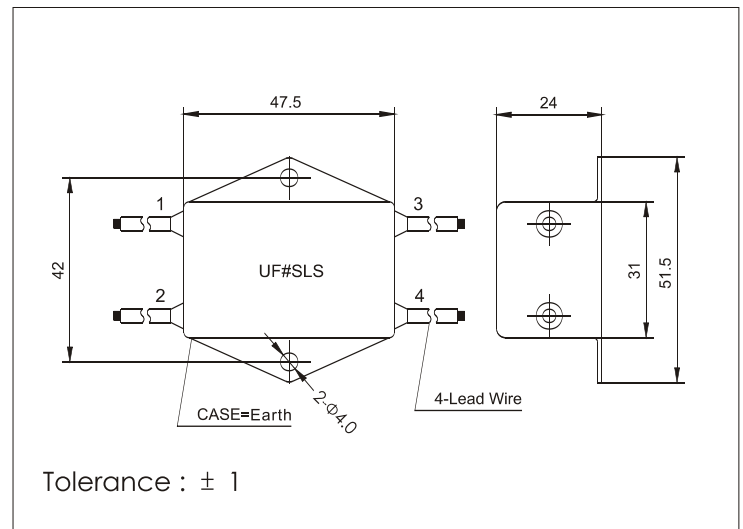 47.5
24
1
3
42
UF#SLS
31
51.5
2
4
2-Φ4.0
4-Lead Wire
CASE=Earth
Tolerance : ± 1